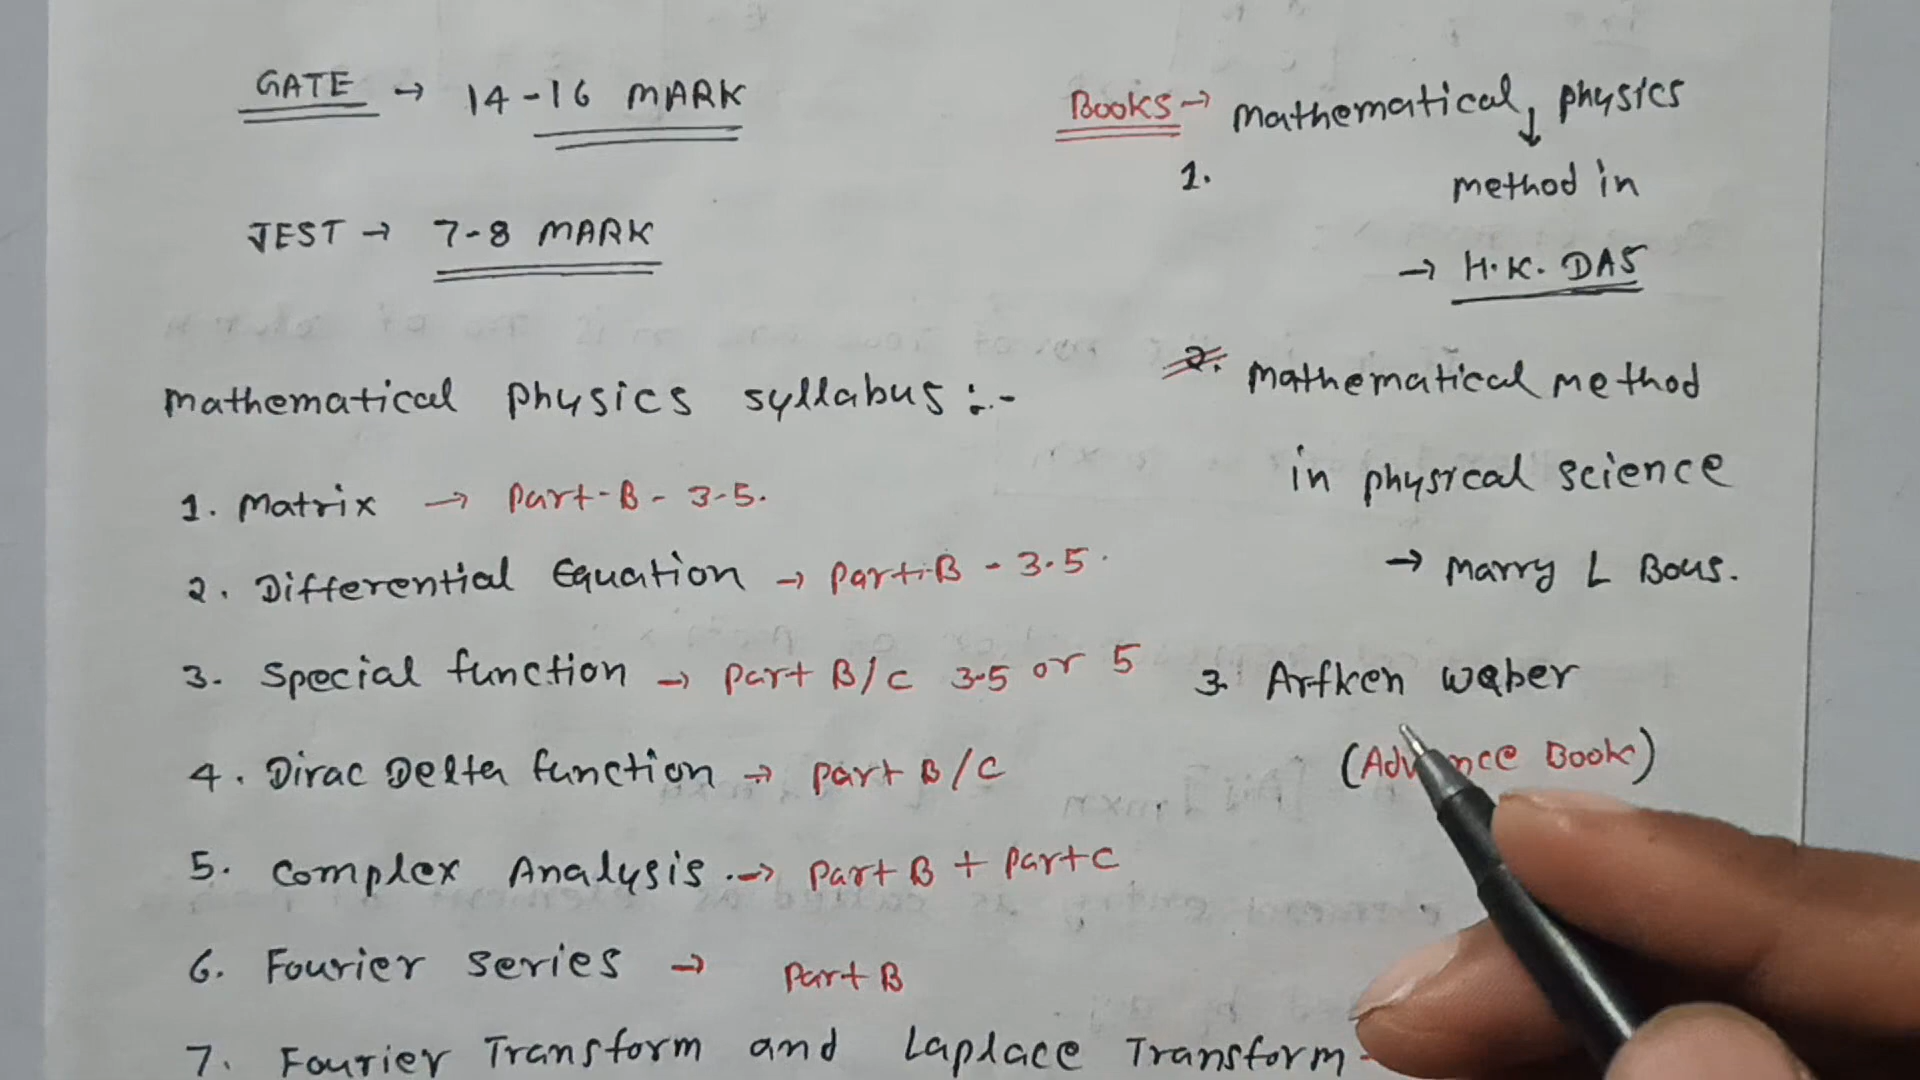 GATE → 14-16 MARK
JEST → 7-8 MARK
Mathematical physics syllabus :-
1. Matrix → Part-B - 3.5.
2. Differential Equation → Part-B - 3.5.
3. Special function → Part B/C 3.5 or 5
4. Dirac Delta function → Part B/C
5. Complex Analysis. → Part B + Part C
6. Fourier series → Part B
7. Fourier Transform and Laplace Transform -
Books → Mathematical, physics
1. ↓
method in
→ H.K. DAS
2. Mathematical method
in physical science
→ Marry L Bous.
3. Arfken waber
(Advance Book)